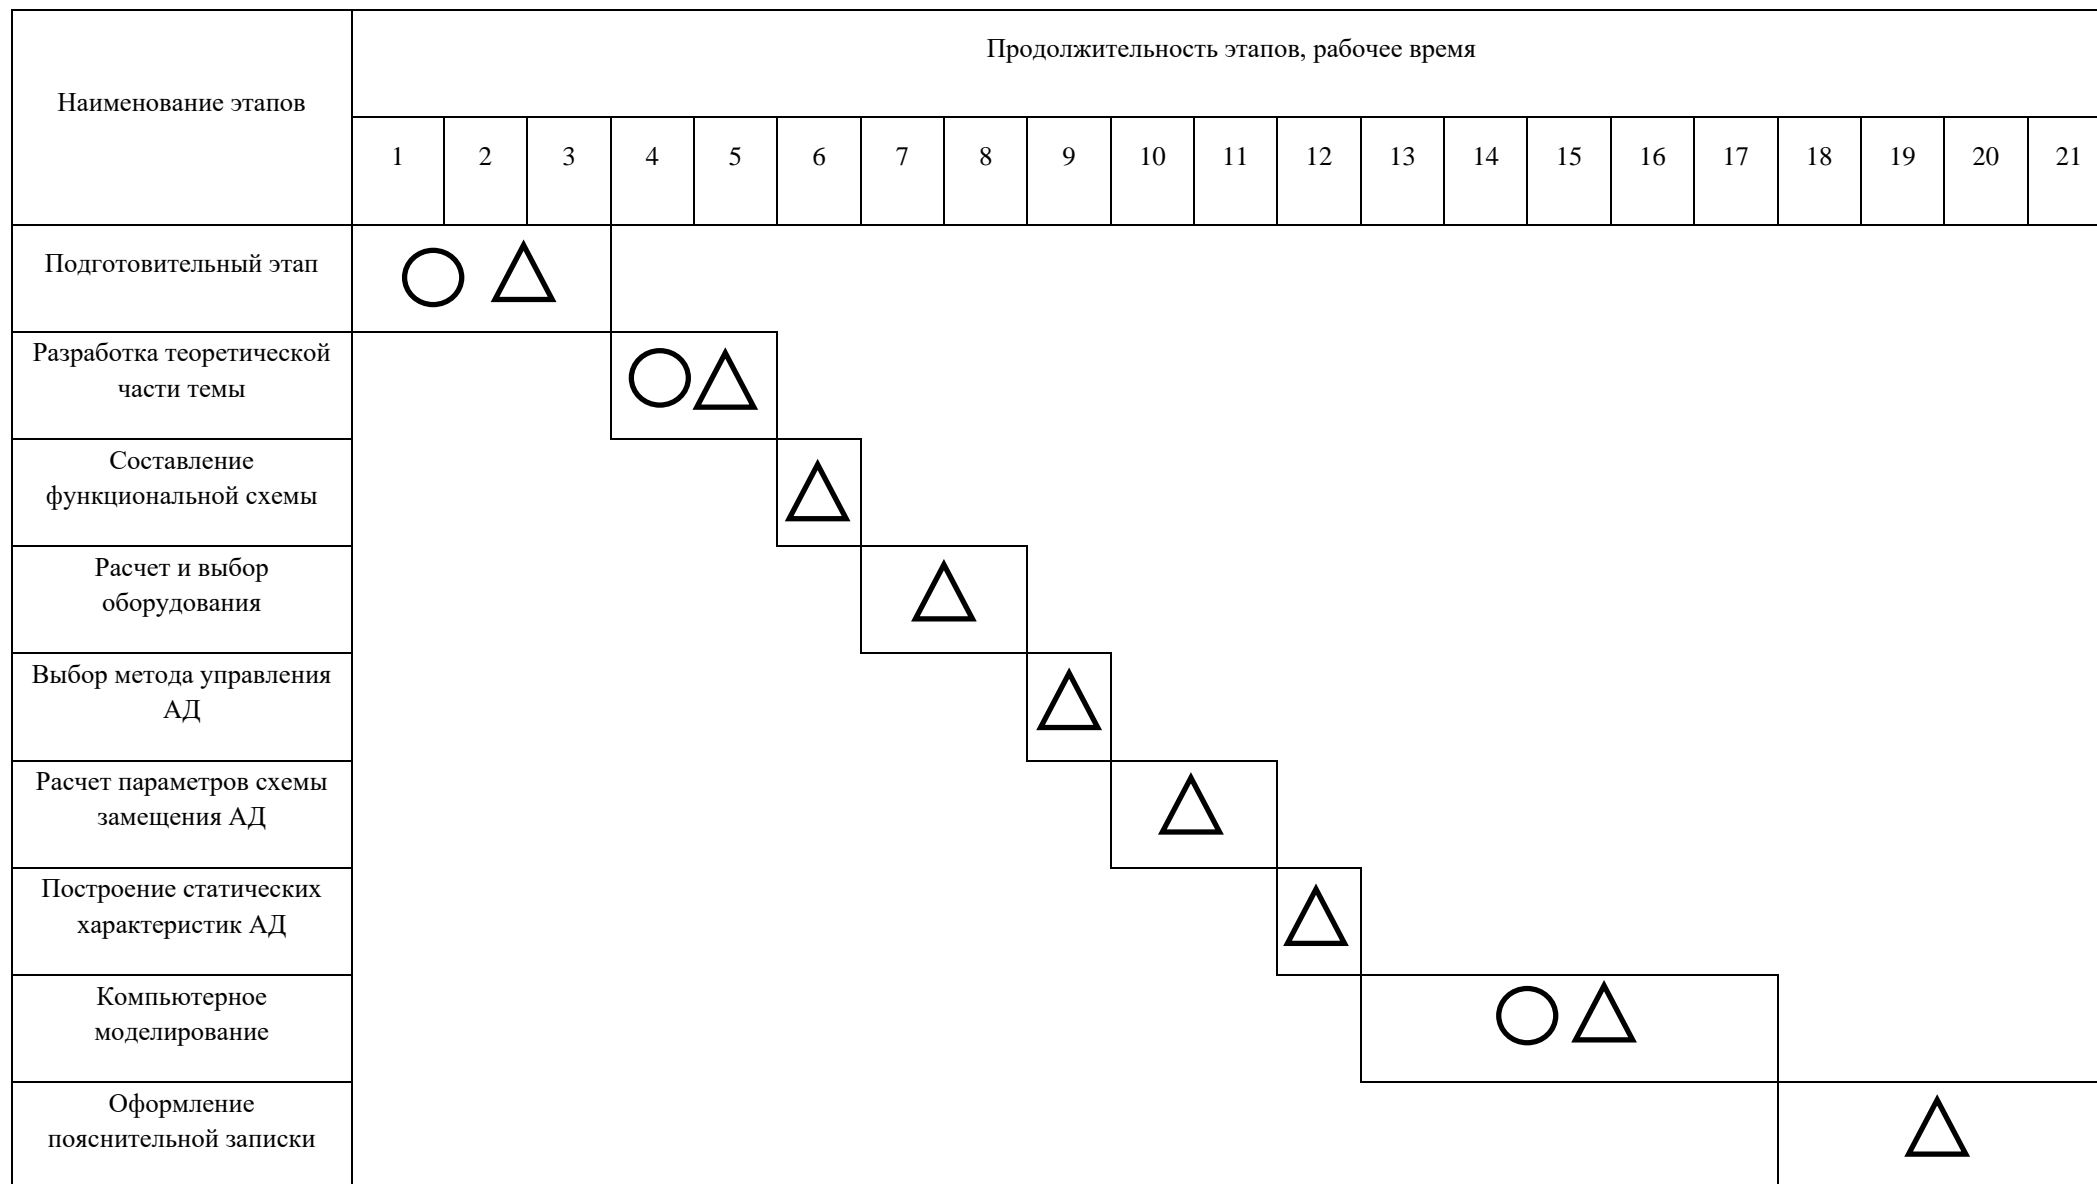 Продолжительность этапов, рабочее время
Наименование этапов
1 2 3 4 5 6 7 8 9 10 11 12 13 14 15 16 17 18 19 20 21
Подготовительный этап
Разработка теоретической
части темы
Составление
функциональной схемы
Расчет и выбор
оборудования
Выбор метода управления
АД
Расчет параметров схемы
замещения АД
Построение статических
характеристик АД
Компьютерное
моделирование
Оформление
пояснительной записки